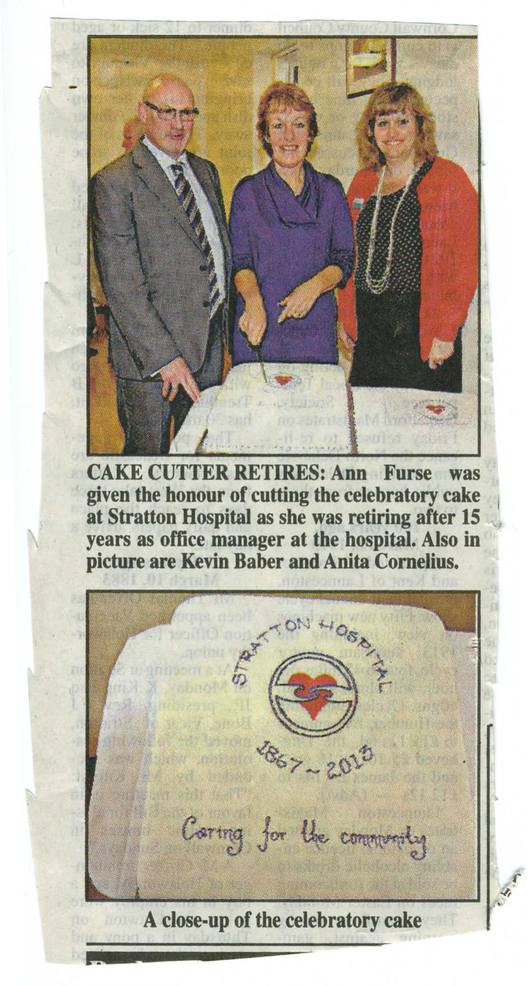 CAKE CUTTER RETIRES: Ann Furse was
given the honour of cutting the celebratory cake
at Stratton Hospital as she was retiring after 15
years as office manager at the hospital. Also in
picture are Kevin Baber and Anita Cornelius.
STRATTON HOSPITAL
1867~2013
Caring for the community
A close-up of the celebratory cake